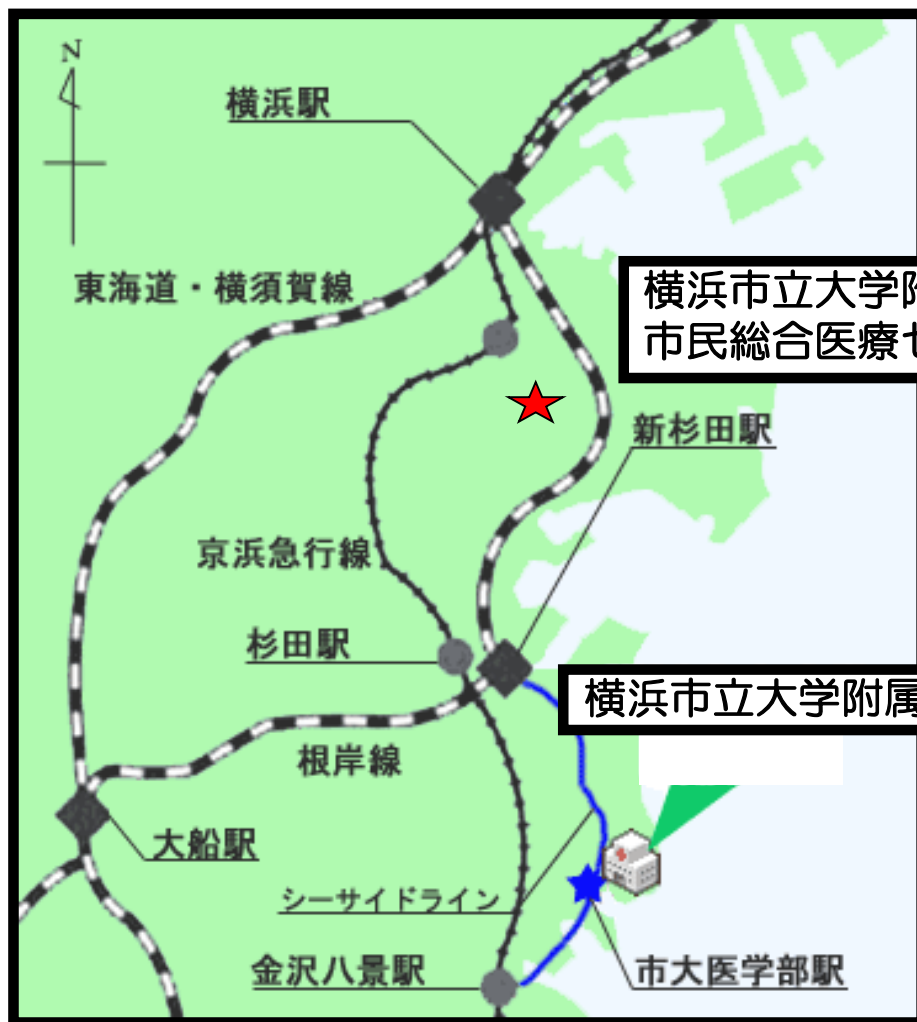 N
横浜駅
東海道・横須賀線
横浜市立大学附
市民総合医療セ
新杉田駅
京浜急行線
杉田駅
横浜市立大学附属
根岸線
大船駅
シーサイドライン
金沢八景駅
市大医学部駅